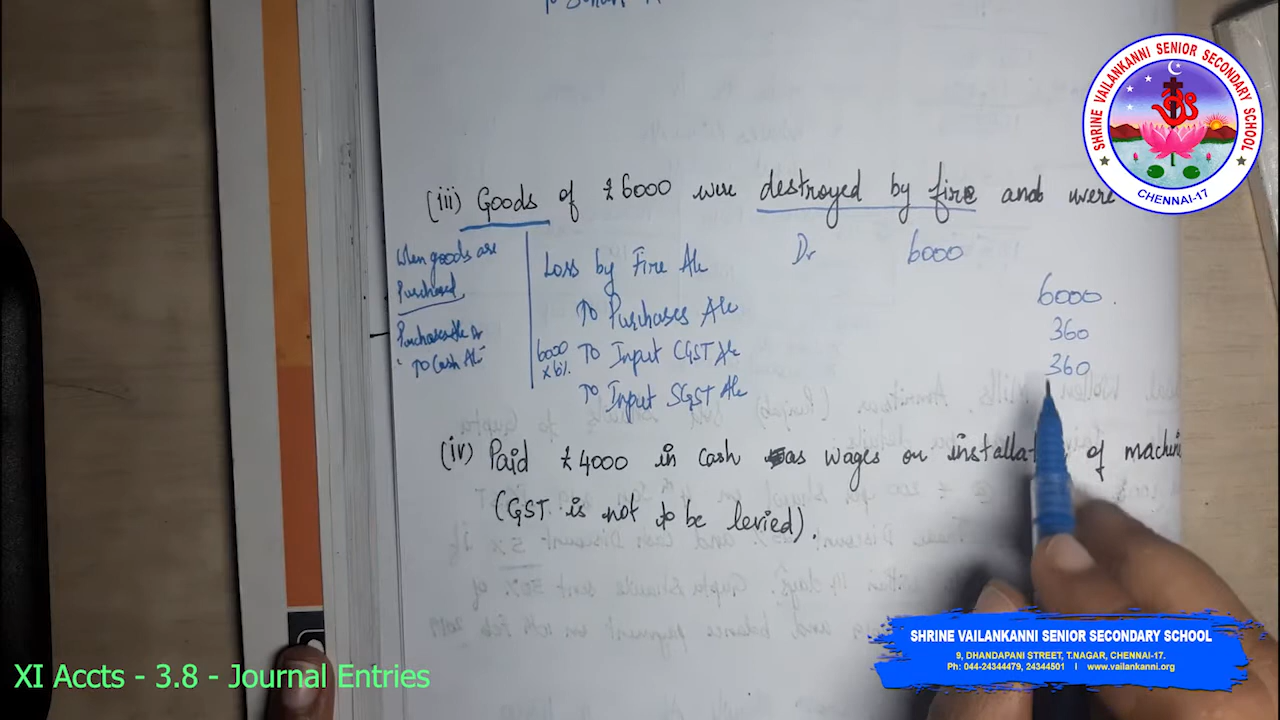 (iii) Goods of ₹6000 were destroyed by fire and were
When goods are
Purchased
Purchases A/c Dr
"To Cash A/c"
Loss by Fire A/c Dr 6000
To Purchases A/c 6000.
6000 x 6% To Input CGST A/c 360
To Input SGST A/c 360
(iv) Paid ₹4000 in cash as wages on installat of machin
(GST is not to be levied).
SHRINE VAILANKANNI SENIOR SECONDARY SCHOOL
CHENNAI-17
SHRINE VAILANKANNI SENIOR SECONDARY SCHOOL
9, DHANDAPANI STREET, T.NAGAR, CHENNAI-17.
Ph: 044-24344479, 24344501 I www.vailankanni.org
XI Accts - 3.8 - Journal Entries